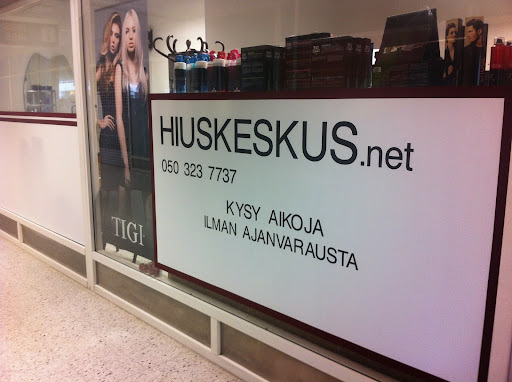 HIUSKESKUS.net
050 323 7737
KYSY AIKOJA
ILMAN AJANVARAUSTA
TIGI